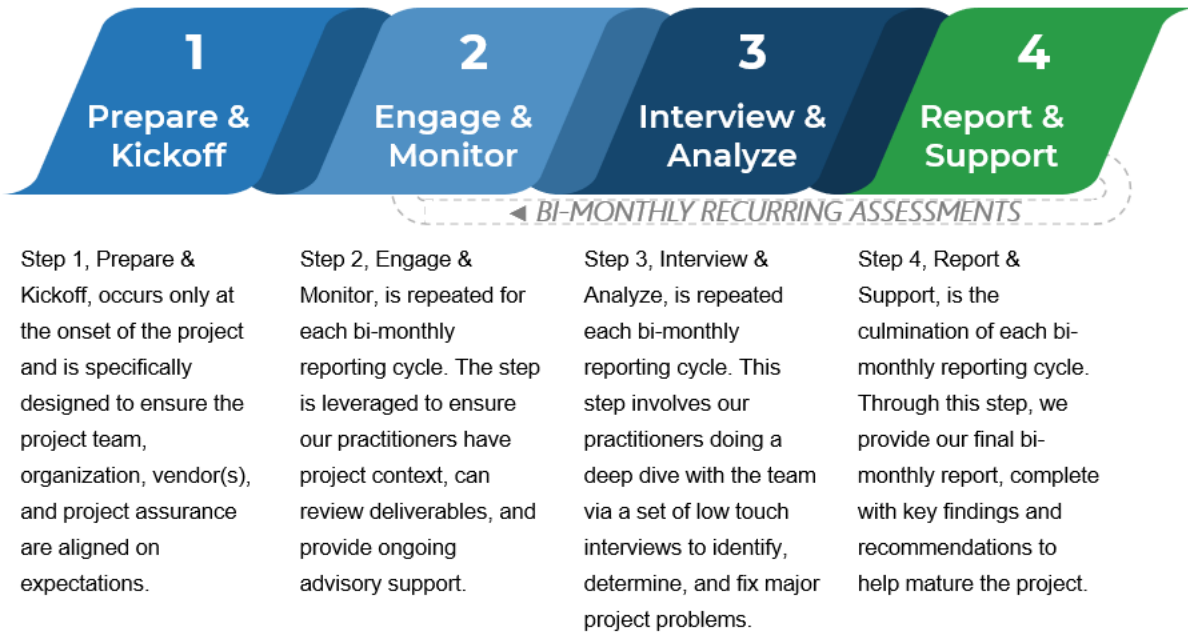 1
Prepare &
Kickoff
2
Engage &
Monitor
3
Interview &
Analyze
4
Report &
Support
◄ BI-MONTHLY RECURRING ASSESSMENTS
Step 1, Prepare &
Kickoff, occurs only at
the onset of the project
and is specifically
designed to ensure the
project team,
organization, vendor(s),
and project assurance
are aligned on
expectations.
Step 2, Engage &
Monitor, is repeated for
each bi-monthly
reporting cycle. The step
is leveraged to ensure
our practitioners have
project context, can
review deliverables, and
provide ongoing
advisory support.
Step 3, Interview &
Analyze, is repeated
each bi-monthly
reporting cycle. This
step involves our
practitioners doing a
deep dive with the team
via a set of low touch
interviews to identify,
determine, and fix major
project problems.
Step 4, Report &
Support, is the
culmination of each bi-
monthly reporting cycle.
Through this step, we
provide our final bi-
monthly report, complete
with key findings and
recommendations to
help mature the project.